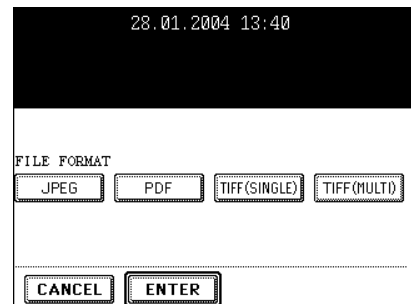 28.01.2004 13:40
FILE FORMAT
JPEG PDF TIFF(SINGLE) TIFF(MULTI)
CANCEL ENTER